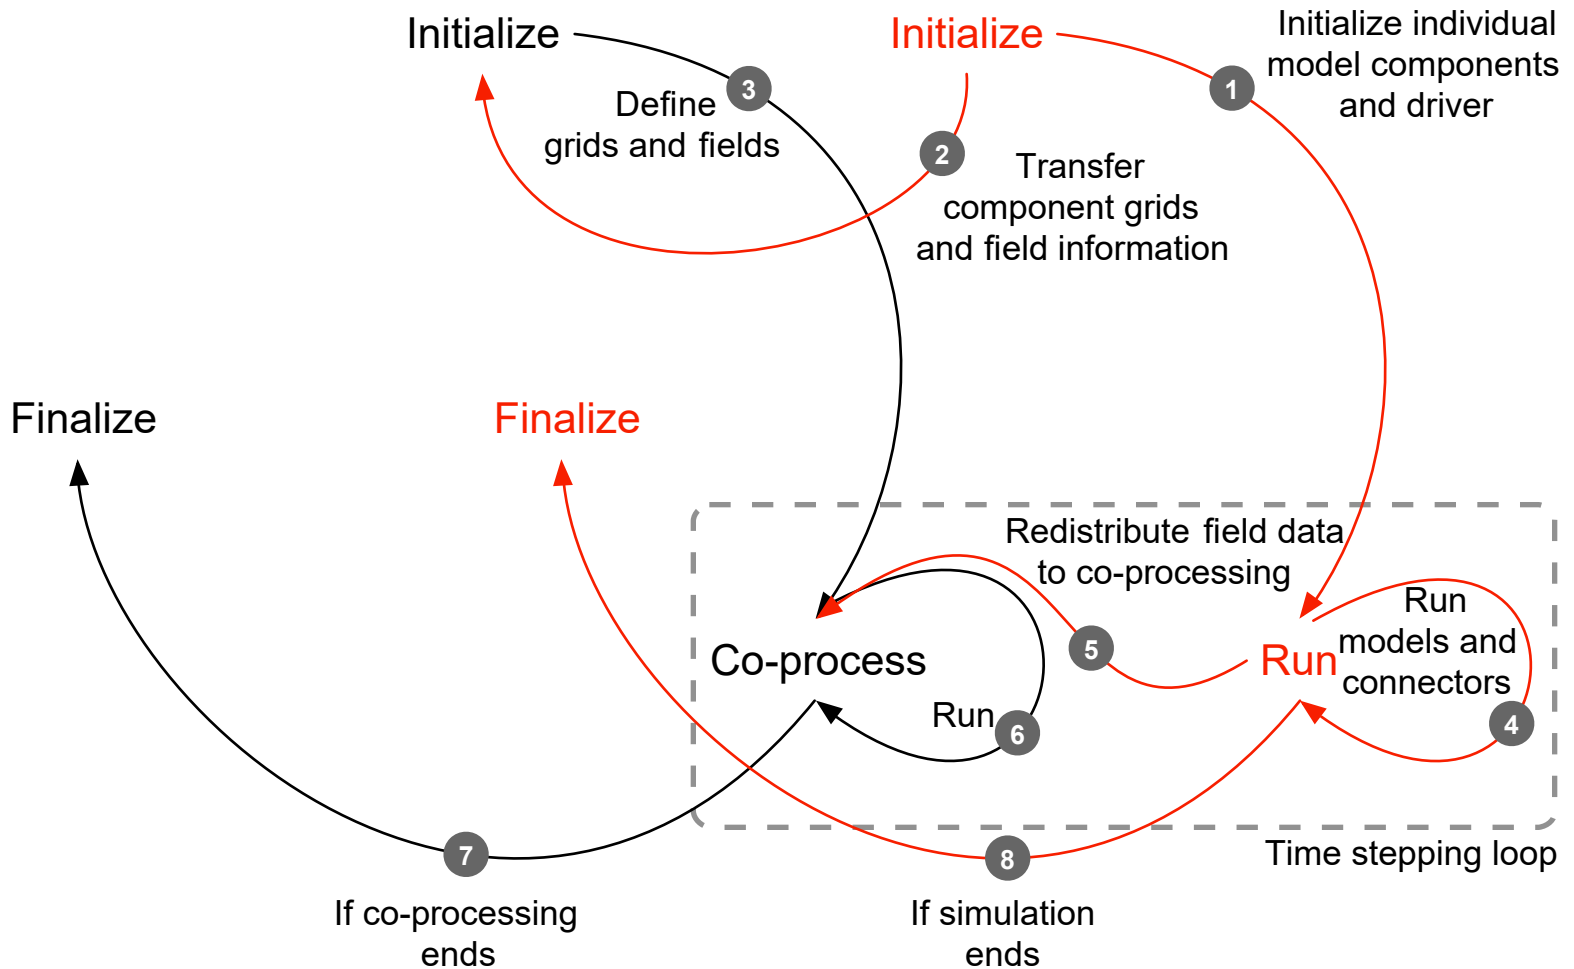 Initialize
Initialize
Initialize individual
model components
and driver
1
3
Define
grids and fields
2
Transfer
component grids
and field information
Finalize
Finalize
Redistribute field data
to co-processing
Run
models and
connectors
Co-process
5
Run
Run
6
4
Time stepping loop
7
8
If co-processing
ends
If simulation
ends